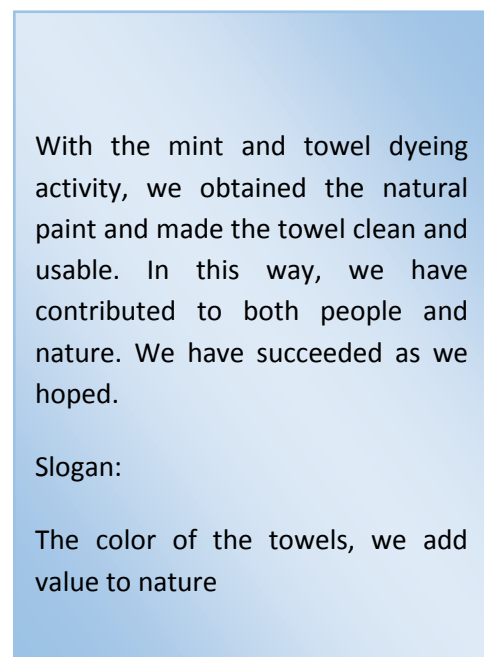 With the mint and towel dyeing
activity, we obtained the natural
paint and made the towel clean and
usable. In this way, we have
contributed to both people and
nature. We have succeeded as we
hoped.
Slogan:
The color of the towels, we add
value to nature